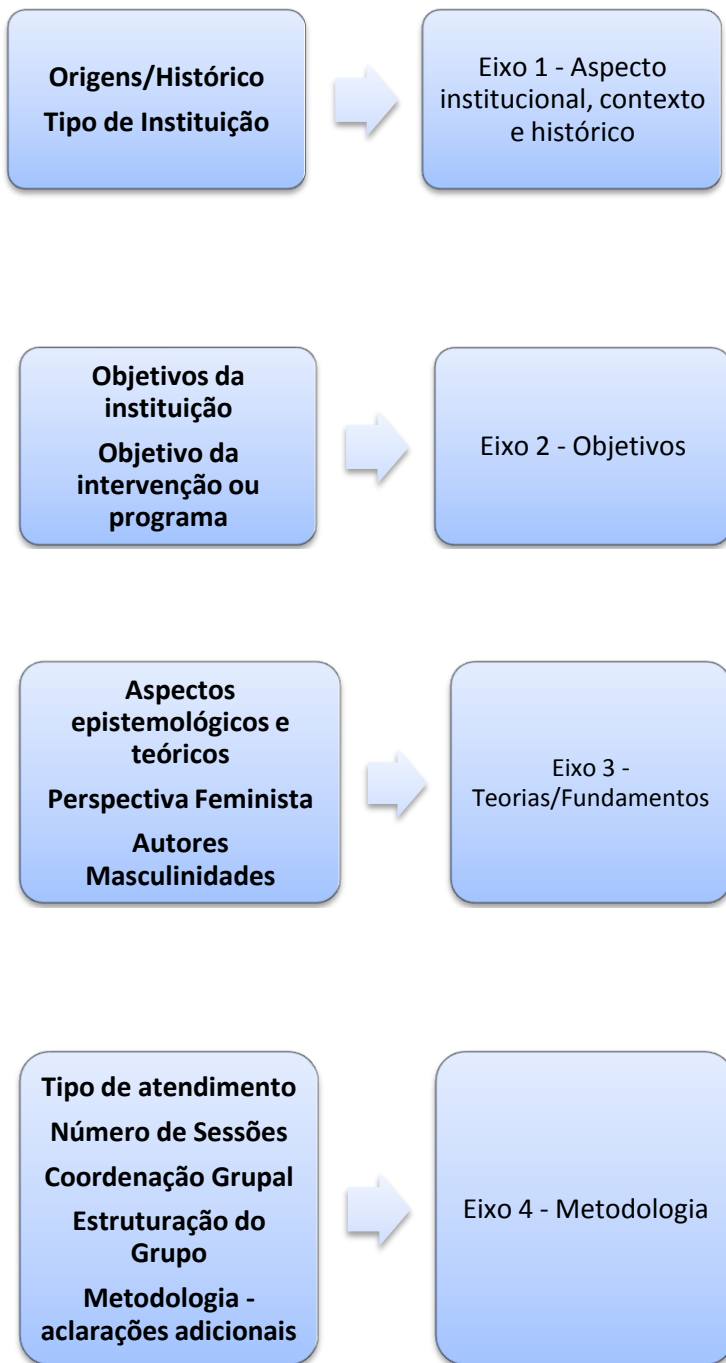 Origens/Histórico
Tipo de Instituição
Eixo 1 - Aspecto
institucional, contexto
e histórico
Objetivos da
instituição
Objetivo da
intervenção ou
programa
Eixo 2 - Objetivos
Aspectos
epistemológicos e
teóricos
Perspectiva Feminista
Autores
Masculinidades
Eixo 3 -
Teorias/Fundamentos
Tipo de atendimento
Número de Sessões
Coordenação Grupal
Estruturação do
Grupo
Metodologia -
aclarações adicionais
Eixo 4 - Metodologia